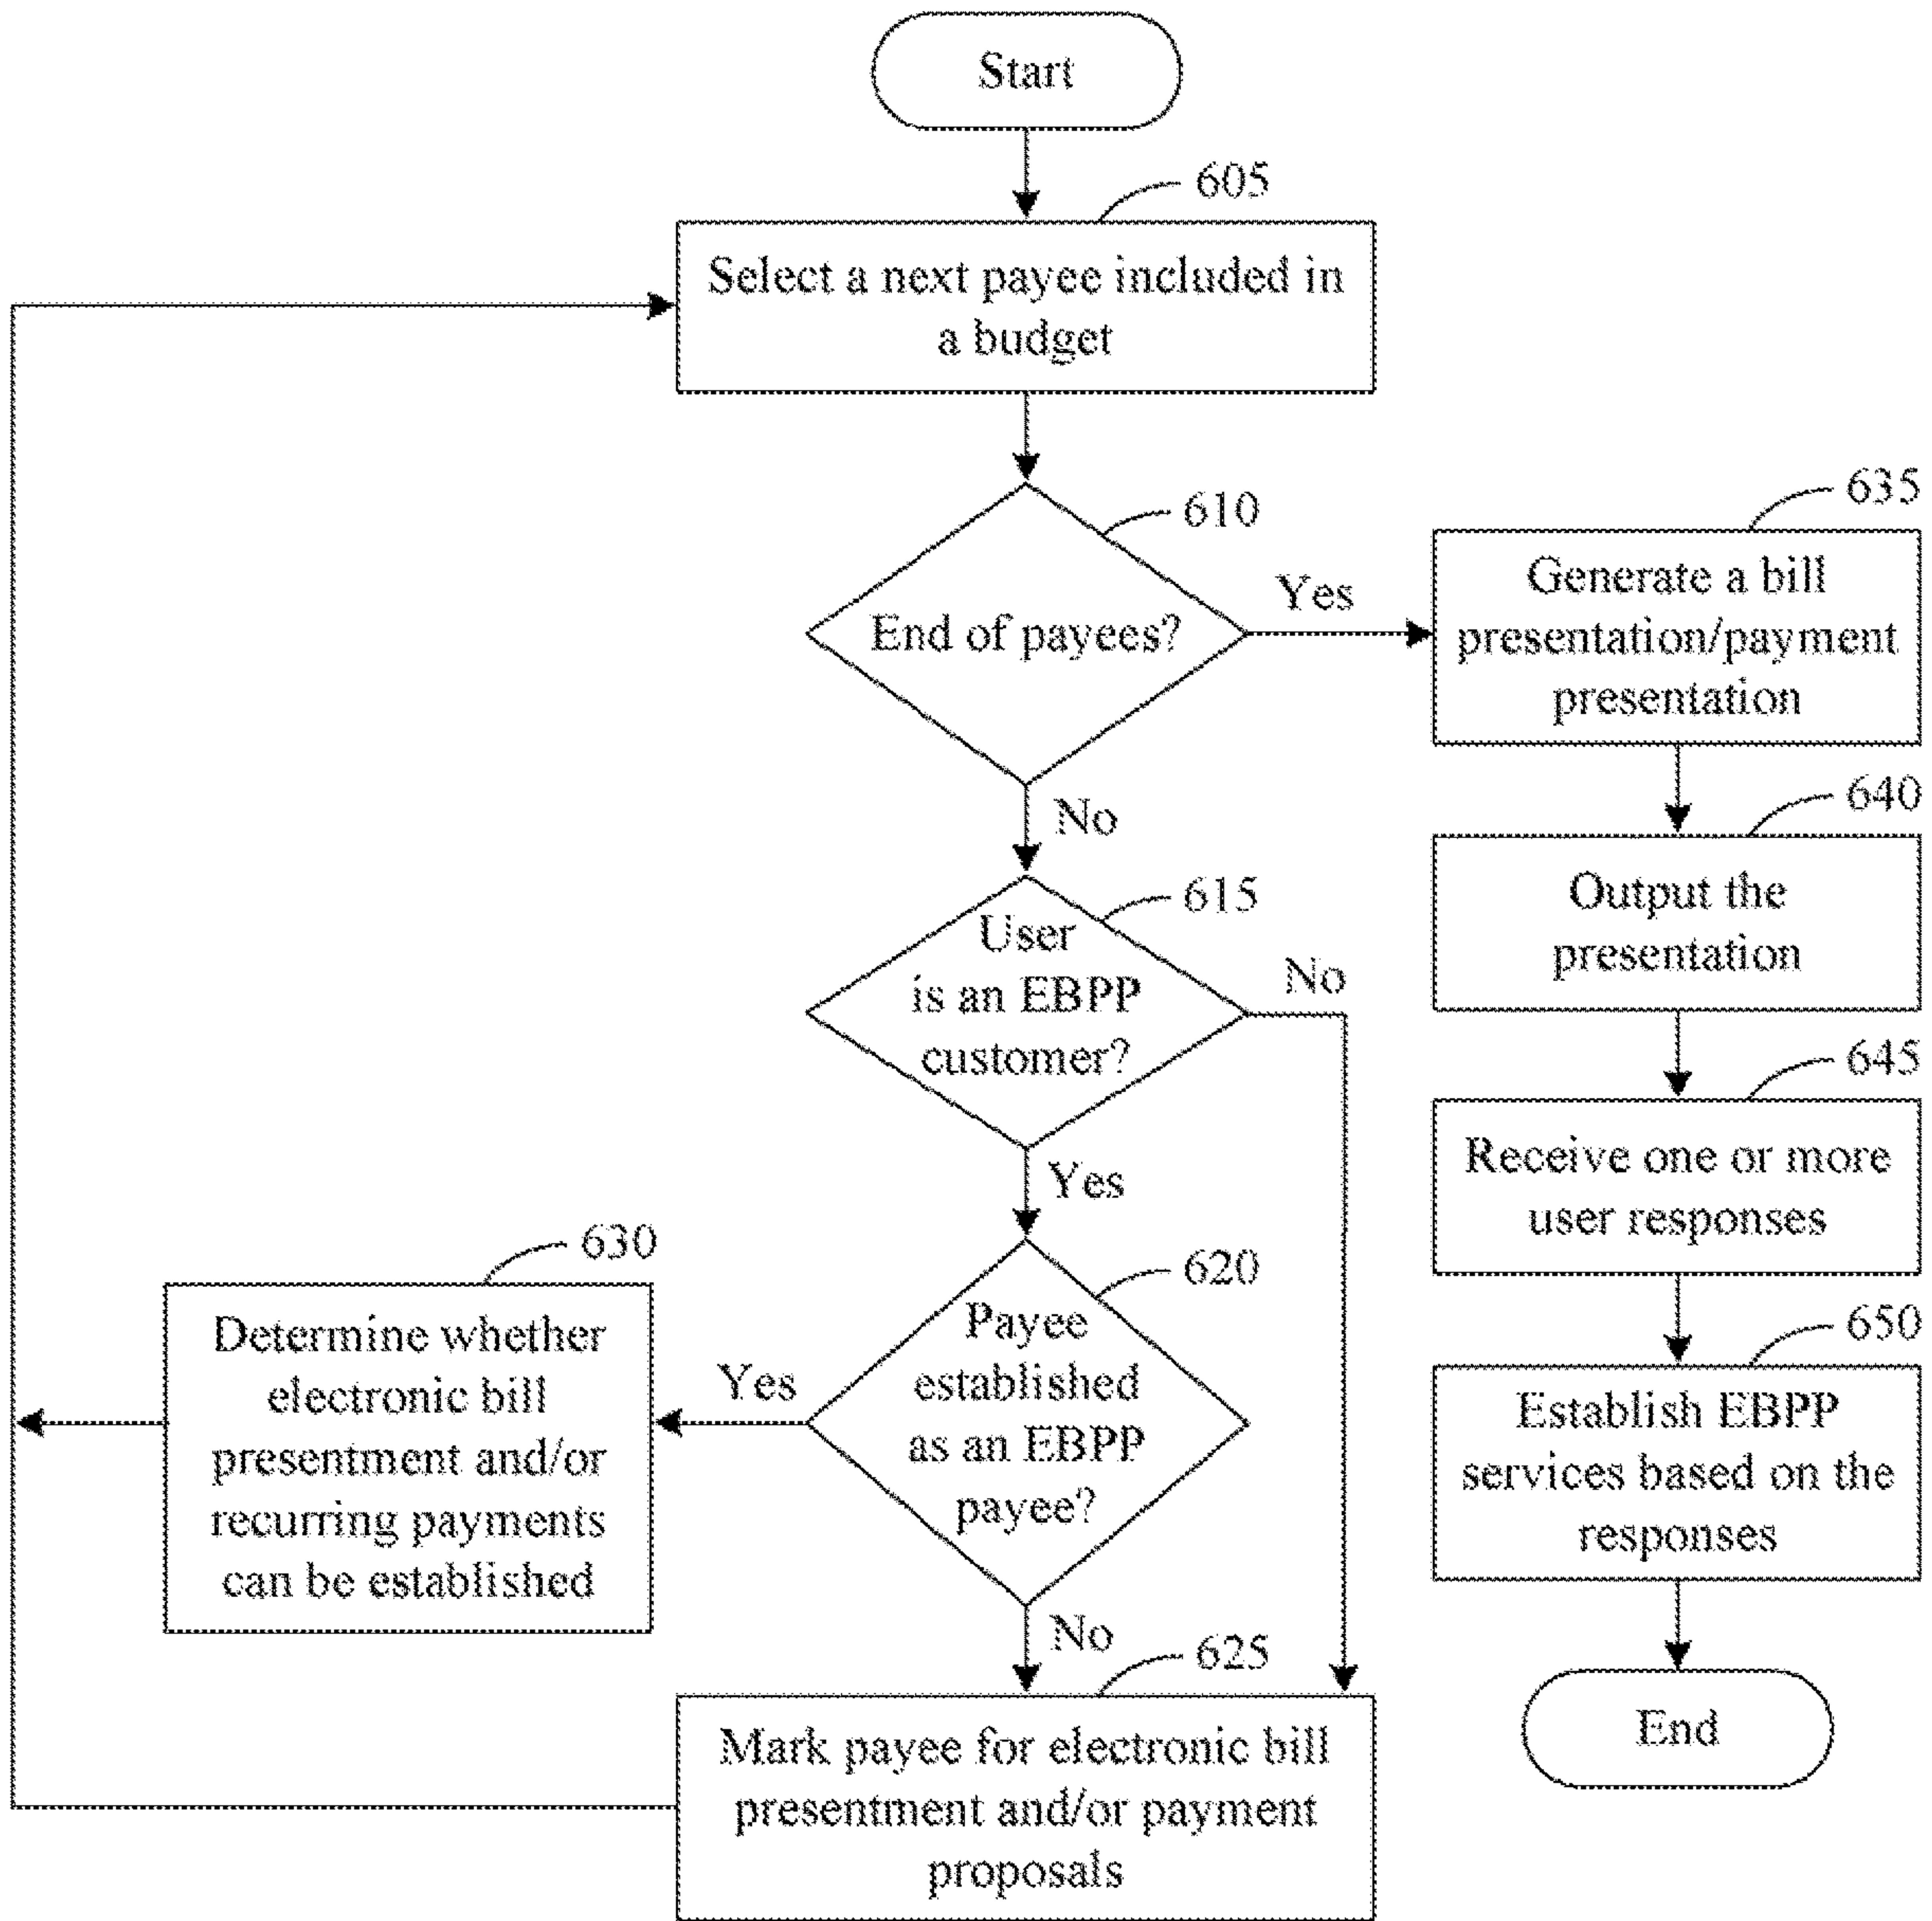 Start
605
Select a next payee included in
a budget
610
End of payees?
Yes
No
615
User
is an EBPP
customer?
No
Yes
620
Payee
established
as an EBPP
payee?
Yes
No
630
Determine whether
electronic bill
presentment and/or
recurring payments
can be established
625
Mark payee for electronic bill
presentment and/or payment
proposals
635
Generate a bill
presentation/payment
presentation
640
Output the
presentation
645
Receive one or more
user responses
650
Establish EBPP
services based on the
responses
End